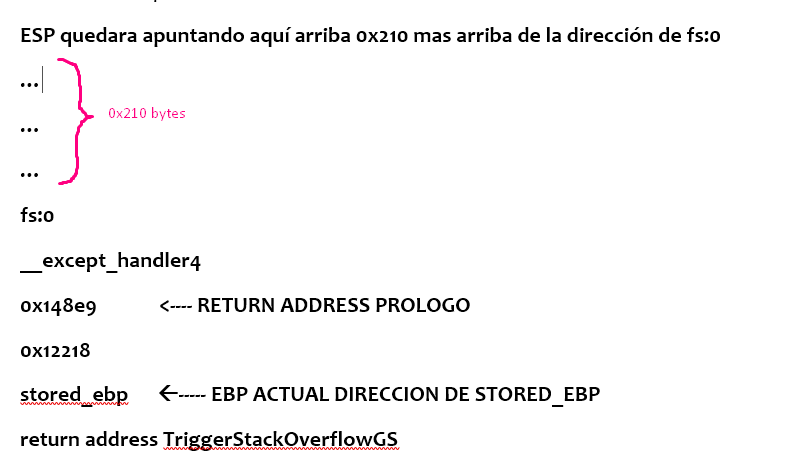 ESP quedara apuntando aquí arriba 0x210 mas arriba de la dirección de fs:0
...
0x210 bytes
...
...
fs:0
__except_handler4
0x148e9 <---- RETURN ADDRESS PROLOGO
0x12218
stored_ebp ←----- EBP ACTUAL DIRECCION DE STORED_EBP
return address TriggerStackOverflowGS